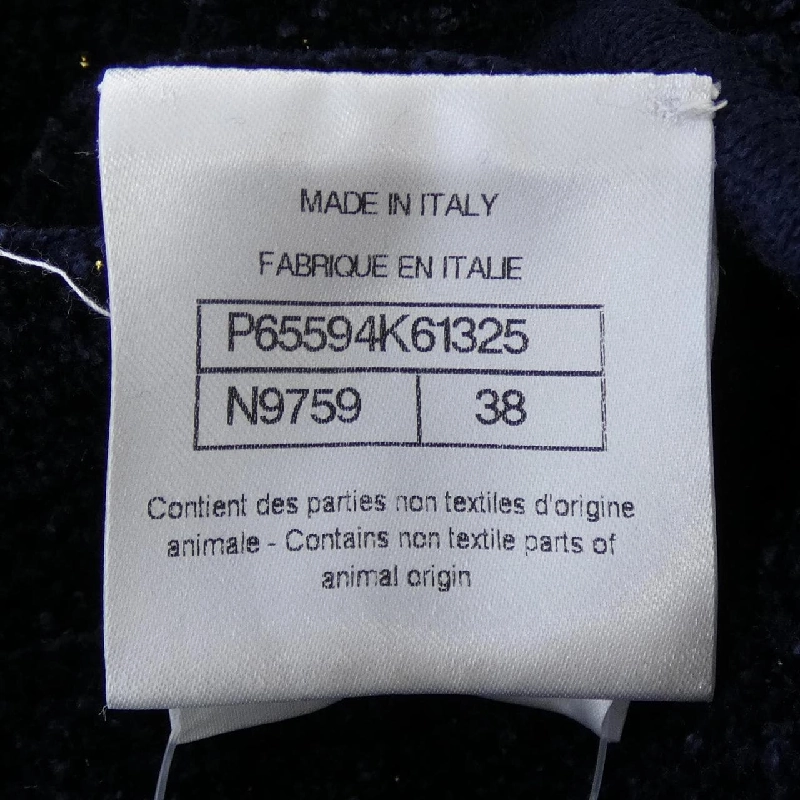 MADE IN ITALY
FABRIQUE EN ITALIE
P65594K61325
N9759 38
Contient des parties non textiles d'origine
animale - Contains non textile parts of
animal origin